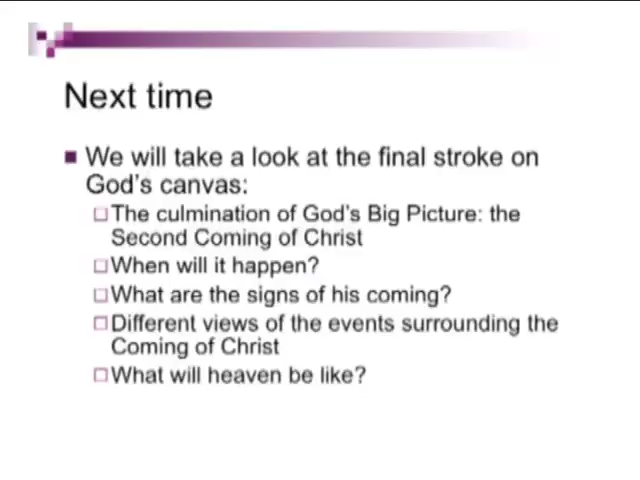 Next time
We will take a look at the final stroke on
God's canvas:
The culmination of God's Big Picture: the
Second Coming of Christ
When will it happen?
What are the signs of his coming?
Different views of the events surrounding the
Coming of Christ
What will heaven be like?